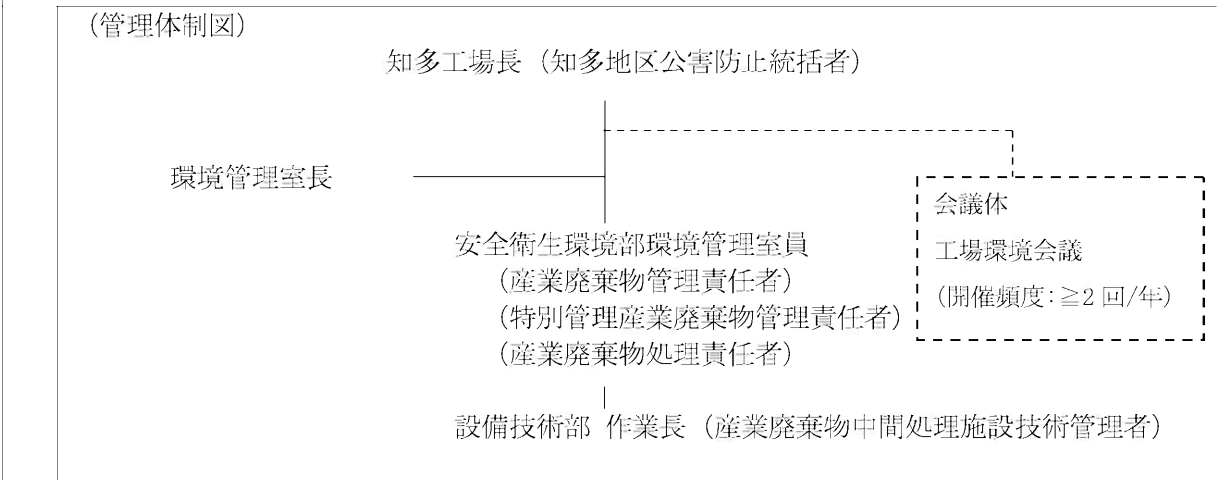 （管理体制図）
知多工場長（知多地区公害防止統括者）
環境管理室長
会議体
工場環境会議
（開催頻度：≧2 回/年）
安全衛生環境部環境管理室員
（産業廃棄物管理責任者）
（特別管理産業廃棄物管理責任者）
（産業廃棄物処理責任者）
設備技術部 作業長（産業廃棄物中間処理施設技術管理者）